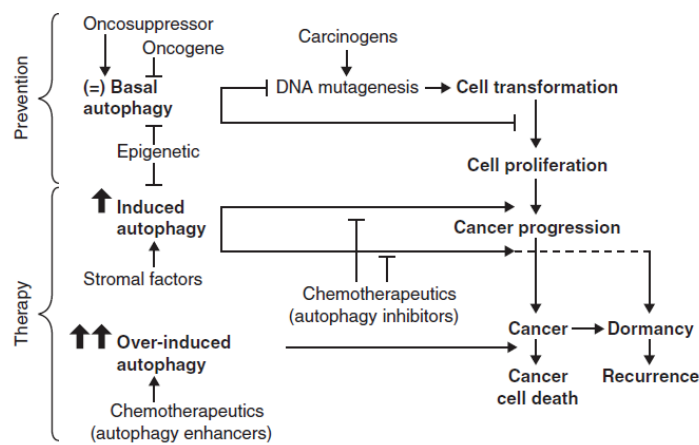 Oncosuppressor
Oncogene
Carcinogens
(=) Basal
autophagy
DNA mutagenesis
Cell transformation
Prevention
Epigenetic
Cell proliferation
Induced
autophagy
Cancer progression
Stromal factors
Therapy
Chemotherapeutics
(autophagy inhibitors)
Over-induced
autophagy
Cancer
Dormancy
Cancer
cell death
Recurrence
Chemotherapeutics
(autophagy enhancers)